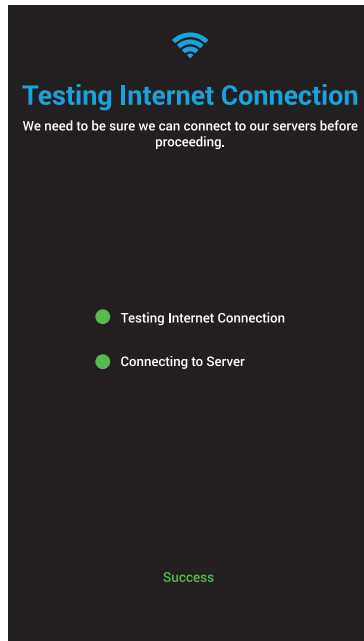 Testing Internet Connection
We need to be sure we can connect to our servers before
proceeding.
Testing Internet Connection
Connecting to Server
Success